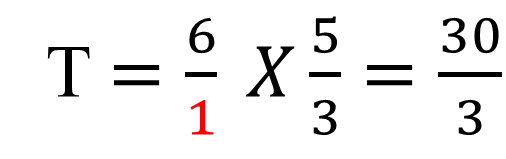 T = 6/1 X 5/3 = 30/3